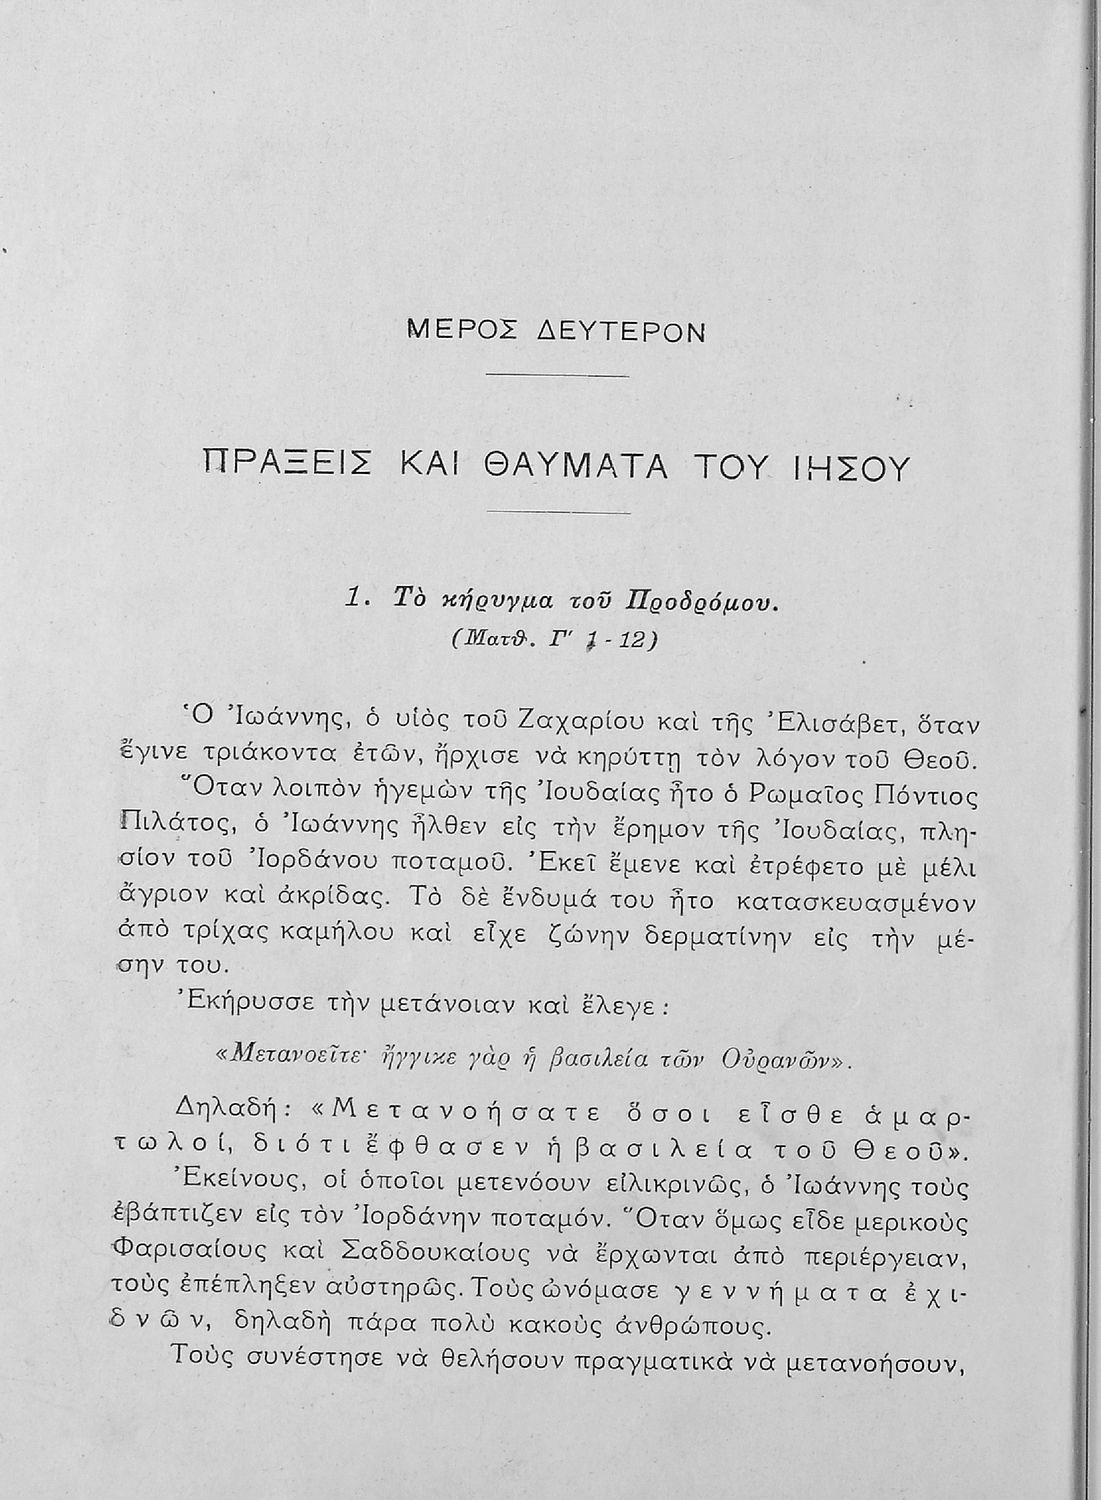 ΜΕΡΟΣ ΔΕΥΤΕΡΟΝ
ΠΡΑΞΕΙΣ ΚΑΙ ΘΑΥΜΑΤΑ ΤΟΥ ΙΗΣΟΥ
1. Τὸ κήρυγμα τοῦ Προδρόμου.
(Ματθ. Γʹ 1 - 12)
Ὁ Ἰωάννης, ὁ υἱὸς τοῦ Ζαχαρίου καὶ τῆς Ἐλισάβετ, ὅταν
ἔγινε τριάκοντα ἐτῶν, ἤρχισε νὰ κηρύττῃ τὸν λόγον τοῦ Θεοῦ.
Ὅταν λοιπὸν ἡγεμὼν τῆς Ἰουδαίας ἦτο ὁ Ρωμαῖος Πόντιος
Πιλάτος, ὁ Ἰωάννης ἦλθεν εἰς τὴν ἔρημον τῆς Ἰουδαίας, πλη-
σίον τοῦ Ἰορδάνου ποταμοῦ. Ἐκεῖ ἔμενε καὶ ἐτρέφετο μὲ μέλι
ἄγριον καὶ ἀκρίδας. Τὸ δὲ ἔνδυμά του ἦτο κατασκευασμένον
ἀπὸ τρίχας καμήλου καὶ εἶχε ζώνην δερματίνην εἰς τὴν μέ-
σην του.
Ἐκήρυσσε τὴν μετάνοιαν καὶ ἔλεγε :
«Μετανοεῖτε· ἤγγικε γὰρ ἡ βασιλεία τῶν Οὐρανῶν».
Δηλαδή : «Μετανοήσατε ὅσοι εἶσθε ἁμαρ-
τωλοί, διότι ἔφθασεν ἡ βασιλεία τοῦ Θεοῦ».
Ἐκείνους, οἱ ὁποῖοι μετενόουν εἰλικρινῶς, ὁ Ἰωάννης τοὺς
ἐβάπτιζεν εἰς τὸν Ἰορδάνην ποταμόν. Ὅταν ὅμως εἶδε μερικοὺς
Φαρισαίους καὶ Σαδδουκαίους νὰ ἔρχωνται ἀπὸ περιέργειαν,
τοὺς ἐπέπληξεν αὐστηρῶς. Τοὺς ὠνόμασε γεννήματα ἐχι-
δνῶν, δηλαδὴ πάρα πολὺ κακοὺς ἀνθρώπους.
Τοὺς συνέστησε νὰ θελήσουν πραγματικὰ νὰ μετανοήσουν,